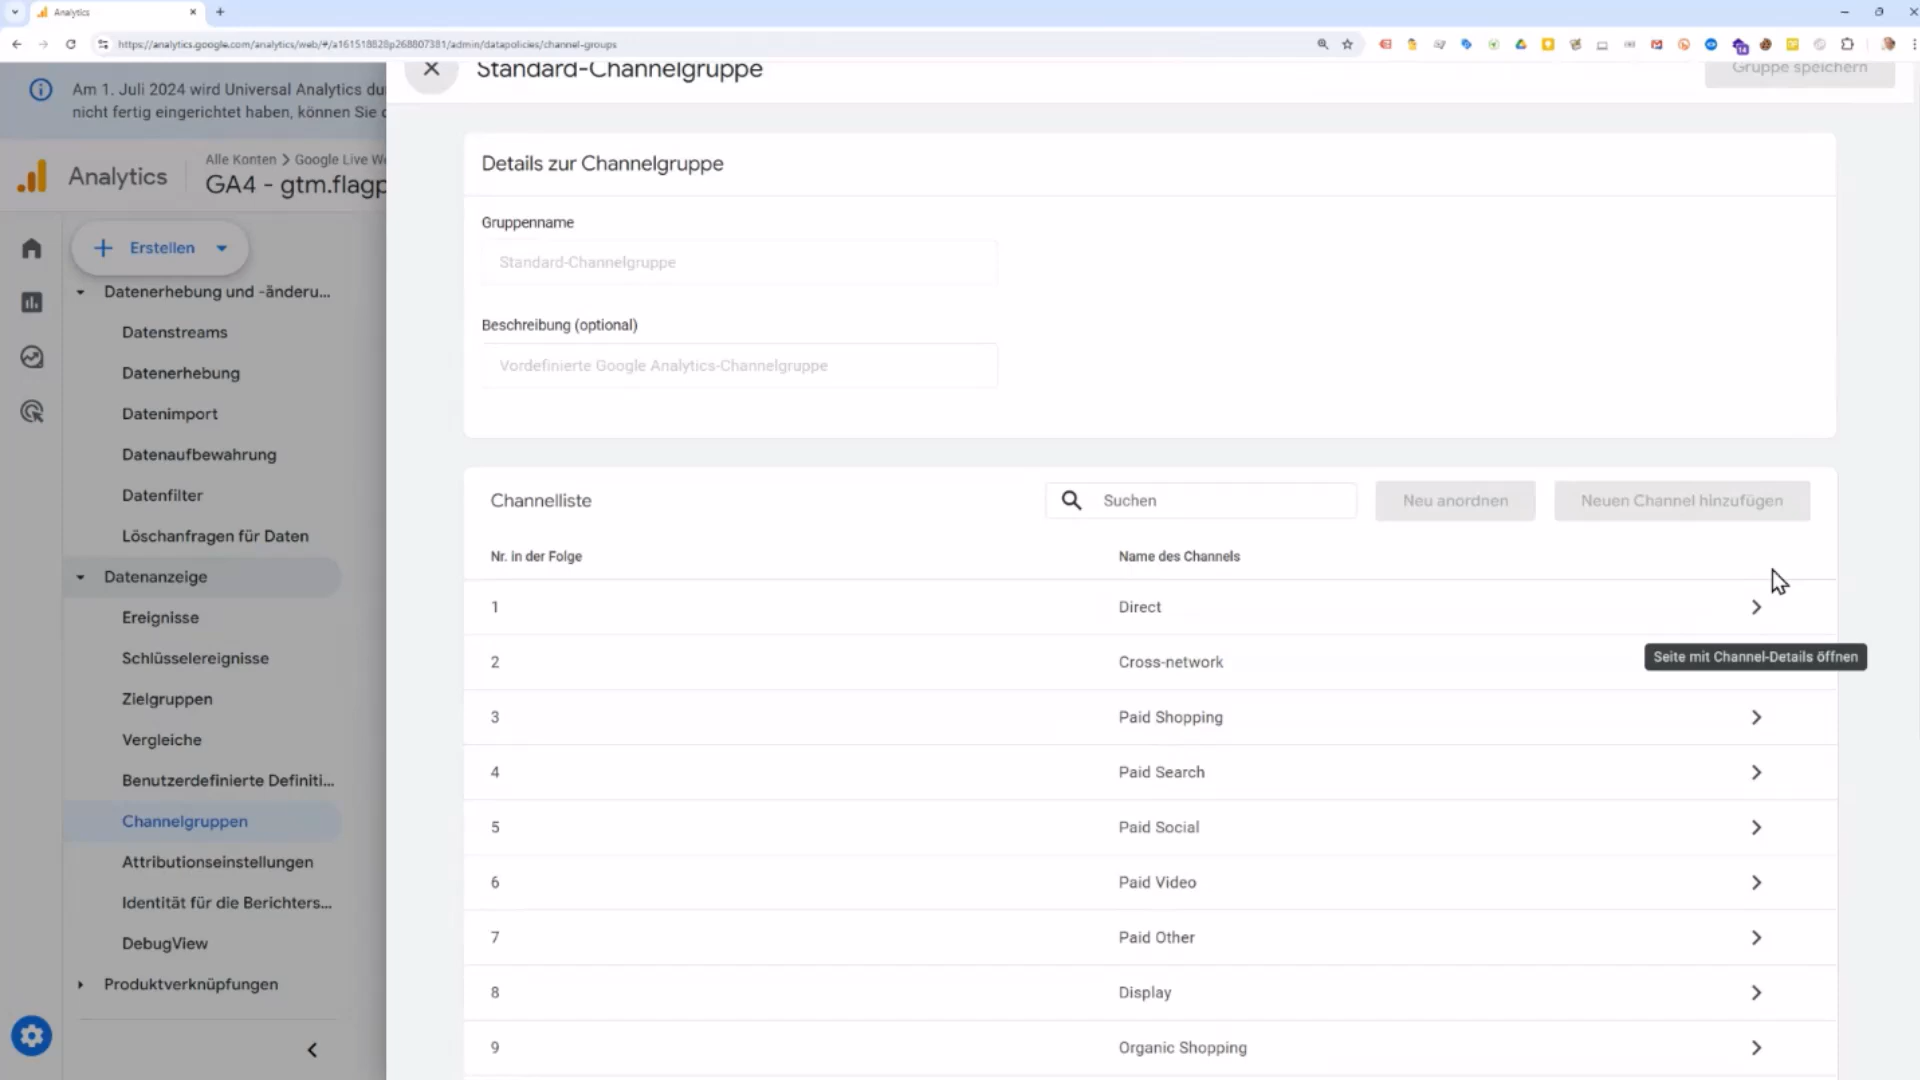 Analytics
https://analytics.google.com/analytics/web/#/a161518828p268807381/admin/datapolicies/channel-groups
Am 1. Juli 2024 wird Universal Analytics du
nicht fertig eingerichtet haben, können Sie
Standard-Channelgruppe
Gruppe speichern
Analytics
Alle Konten > Google Live We
GA4 - gtm.flagp
Erstellen
Datenerhebung und -änderu...
Datenstreams
Datenerhebung
Datenimport
Datenaufbewahrung
Datenfilter
Löschanfragen für Daten
Datenanzeige
Ereignisse
Schlüsselereignisse
Zielgruppen
Vergleiche
Benutzerdefinierte Definiti...
Channelgruppen
Attributionseinstellungen
Identität für die Berichters...
DebugView
Produktverknüpfungen
Details zur Channelgruppe
Gruppenname
Standard-Channelgruppe
Beschreibung (optional)
Vordefinierte Google Analytics-Channelgruppe
Channelliste
Suchen
Neu anordnen
Neuen Channel hinzufügen
Nr. in der Folge Name des Channels
1 Direct
2 Cross-network
Seite mit Channel-Details öffnen
3 Paid Shopping
4 Paid Search
5 Paid Social
6 Paid Video
7 Paid Other
8 Display
9 Organic Shopping